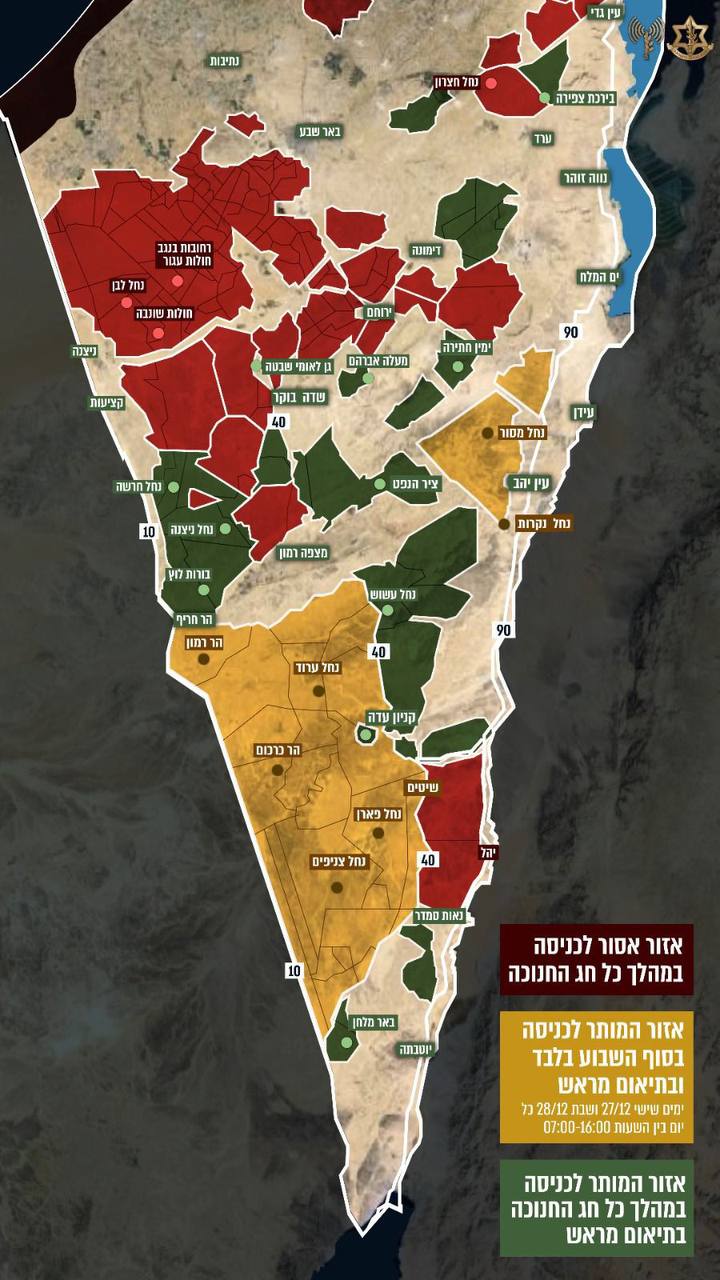 עין גדי
נתיבות
נחל חצרון
בירכת צפירה
באר שבע
ערד
נווה זוהר
רחובות בנגב
חולות עגור
דימונה
נחל לבן
ים המלח
חולות שונבה
ירוחם
90
ניצנה
ימין חתירה
גן לאומי שבטה
מעלה אברהם
שדה בוקר
קציעות
עידן
40
נחל מסור
נחל חרשה
ציר הנפט
עין יהב
10
נחל ניצנה
נחל נקרות
מצפה רמון
בורות לוץ
נחל עשוש
הר חריף
90
הר רמון
40
נחל ערוד
קניון עדה
הר כרכום
שיטים
נחל פארן
יהל
40
נחל צניפים
נאות סמדר
10
באר מלחן
יוטבתה
אזור אסור לכניסה
במהלך כל חג החנוכה
אזור המותר לכניסה
בסוף השבוע בלבד
ובתיאום מראש
ימים שישי 27/12 ושבת 28/12 כל
יום בין השעות 07:00-16:00
אזור המותר לכניסה
במהלך כל חג החנוכה
בתיאום מראש